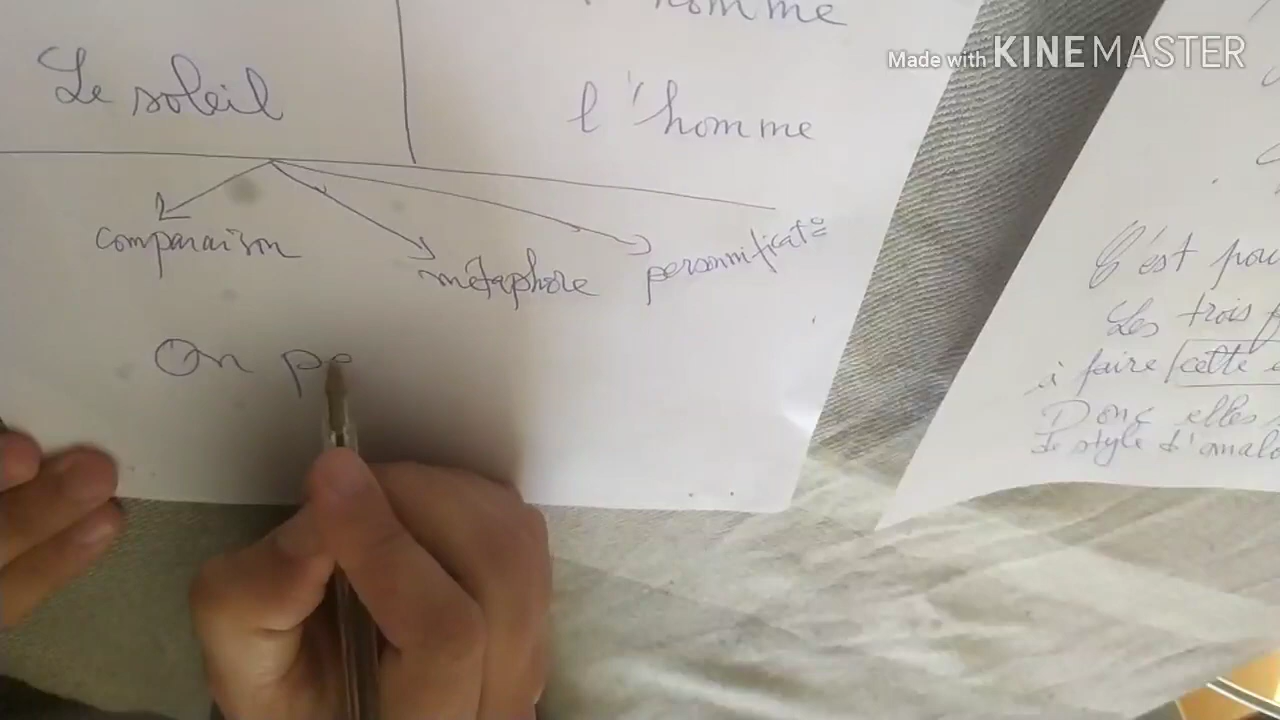 homme
Made with KINEMASTER
Le soleil
l'homme
comparaison
métaphore
personnificat°
On pe
C'est pou
Les trois
à faire cette
Donc elles
de style d'analo